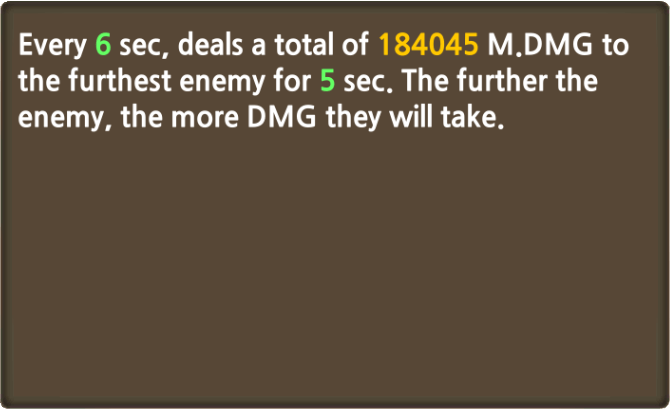 Every 6 sec, deals a total of 184045 M.DMG to
the furthest enemy for 5 sec. The further the
enemy, the more DMG they will take.